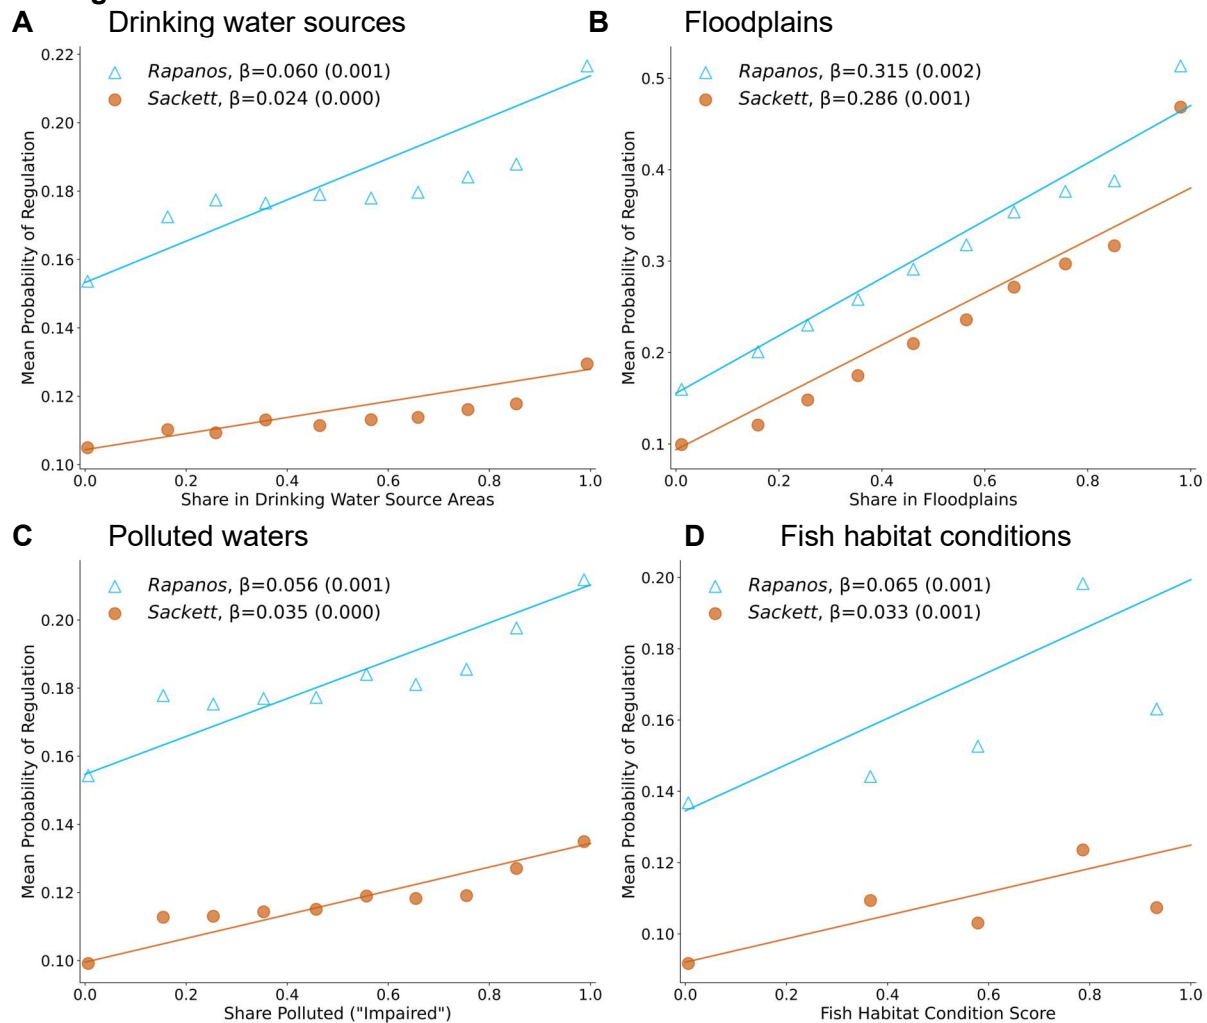 A Drinking water sources
Rapanos, β=0.060 (0.001)
Sackett, β=0.024 (0.000)
Mean Probability of Regulation
0.22
0.20
0.18
0.16
0.14
0.12
0.10
0.0 0.2 0.4 0.6 0.8 1.0
Share in Drinking Water Source Areas
B Floodplains
Rapanos, β=0.315 (0.002)
Sackett, β=0.286 (0.001)
Mean Probability of Regulation
0.5
0.4
0.3
0.2
0.1
0.0 0.2 0.4 0.6 0.8 1.0
Share in Floodplains
C Polluted waters
Rapanos, β=0.056 (0.001)
Sackett, β=0.035 (0.000)
Mean Probability of Regulation
0.20
0.18
0.16
0.14
0.12
0.10
0.0 0.2 0.4 0.6 0.8 1.0
Share Polluted ("Impaired")
D Fish habitat conditions
Rapanos, β=0.065 (0.001)
Sackett, β=0.033 (0.001)
Mean Probability of Regulation
0.20
0.18
0.16
0.14
0.12
0.10
0.0 0.2 0.4 0.6 0.8 1.0
Fish Habitat Condition Score